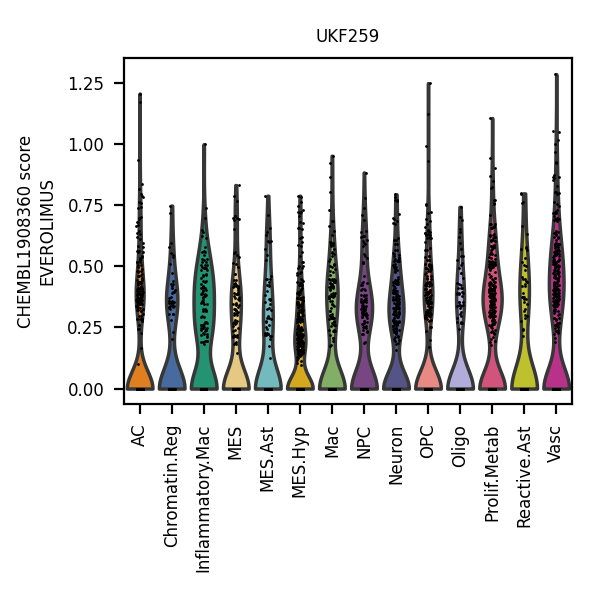 UKF259
CHEMBL1908360 score
EVEROLIMUS
1.25
1.00
0.75
0.50
0.25
0.00
AC
Chromatin.Reg
Inflammatory.Mac
MES
MES.Ast
MES.Hyp
Mac
NPC
Neuron
OPC
Oligo
Prolif.Metab
Reactive.Ast
Vasc